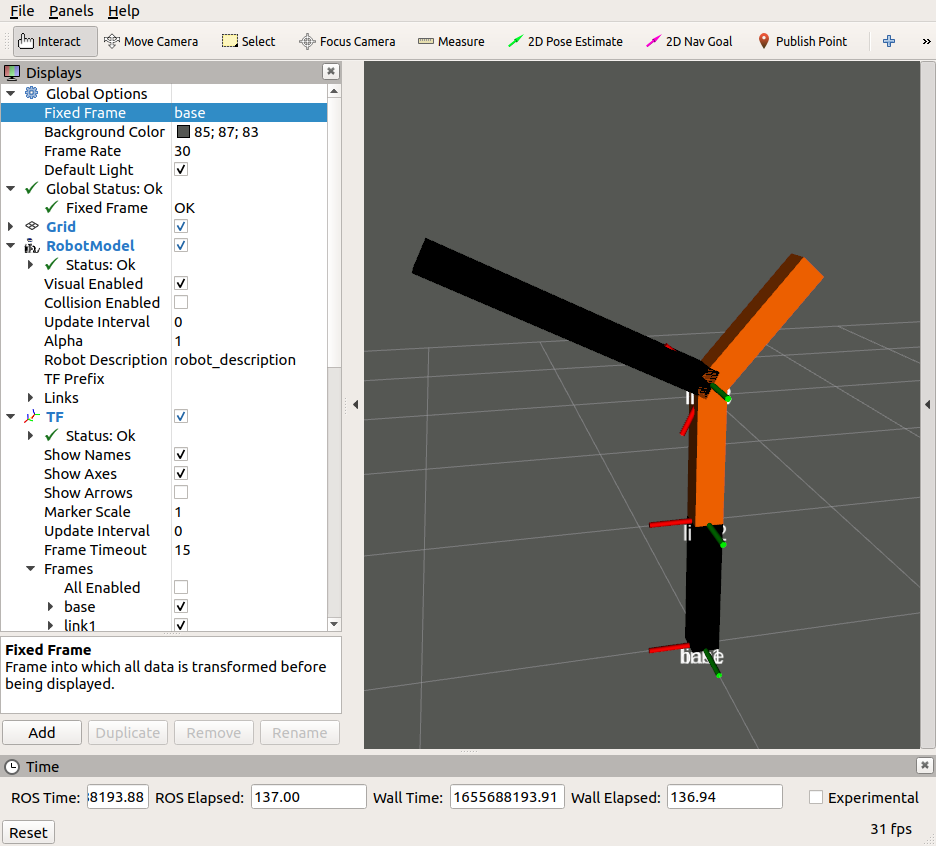 File Panels Help
Interact Move Camera Select Focus Camera Measure 2D Pose Estimate 2D Nav Goal Publish Point »
Displays
Global Options
Fixed Frame base
Background Color 85; 87; 83
Frame Rate 30
Default Light
Global Status: Ok
Fixed Frame OK
Grid
RobotModel
Status: Ok
Visual Enabled
Collision Enabled
Update Interval 0
Alpha 1
Robot Description robot_description
TF Prefix
Links
TF
Status: Ok
Show Names
Show Axes
Show Arrows
Marker Scale 1
Update Interval 0
Frame Timeout 15
Frames
All Enabled
base
link1
Fixed Frame
Frame into which all data is transformed before
being displayed.
Add Duplicate Remove Rename
Time
ROS Time: 38193.88 ROS Elapsed: 137.00 Wall Time: 1655688193.91 Wall Elapsed: 136.94 Experimental
Reset 31 fps